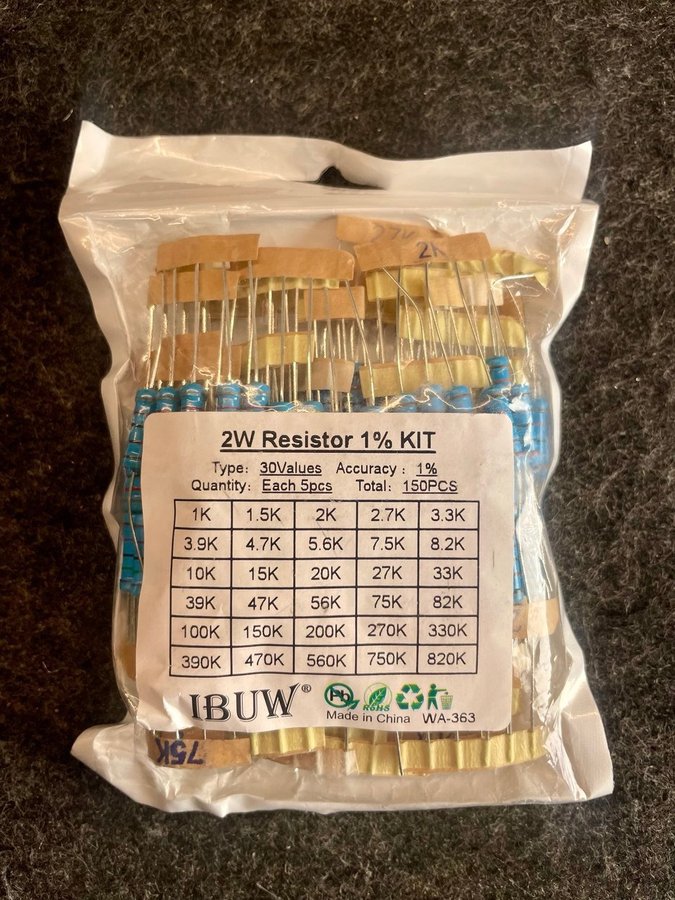 2K
2W Resistor 1% KIT
Type: 30Values Accuracy : 1%
Quantity: Each 5pcs Total: 150PCS
1K 1.5K 2K 2.7K 3.3K
3.9K 4.7K 5.6K 7.5K 8.2K
10K 15K 20K 27K 33K
39K 47K 56K 75K 82K
100K 150K 200K 270K 330K
390K 470K 560K 750K 820K
IBUW® Pb RoHS
Made in China WA-363
75K